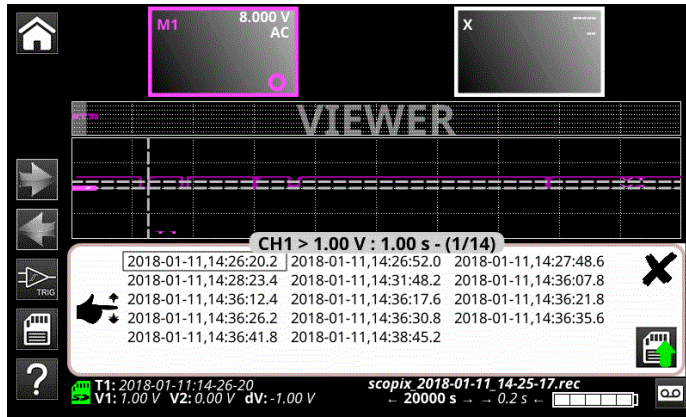 M1 8.000 V
AC
X -----
--
VIEWER
CH1 > 1.00 V : 1.00 s - (1/14)
2018-01-11,14:26:20.2 2018-01-11,14:26:52.0 2018-01-11,14:27:48.6
2018-01-11,14:28:23.4 2018-01-11,14:31:48.2 2018-01-11,14:36:07.8
2018-01-11,14:36:12.4 2018-01-11,14:36:17.6 2018-01-11,14:36:21.8
2018-01-11,14:36:26.2 2018-01-11,14:36:30.8 2018-01-11,14:36:35.6
2018-01-11,14:36:41.8 2018-01-11,14:38:45.2
TRIG
?
T1: 2018-01-11:14-26-20 scopix_2018-01-11_14-25-17.rec
V1: 1.00 V V2: 0.00 V dV: -1.00 V ← 20000 s → → 0.2 s ←